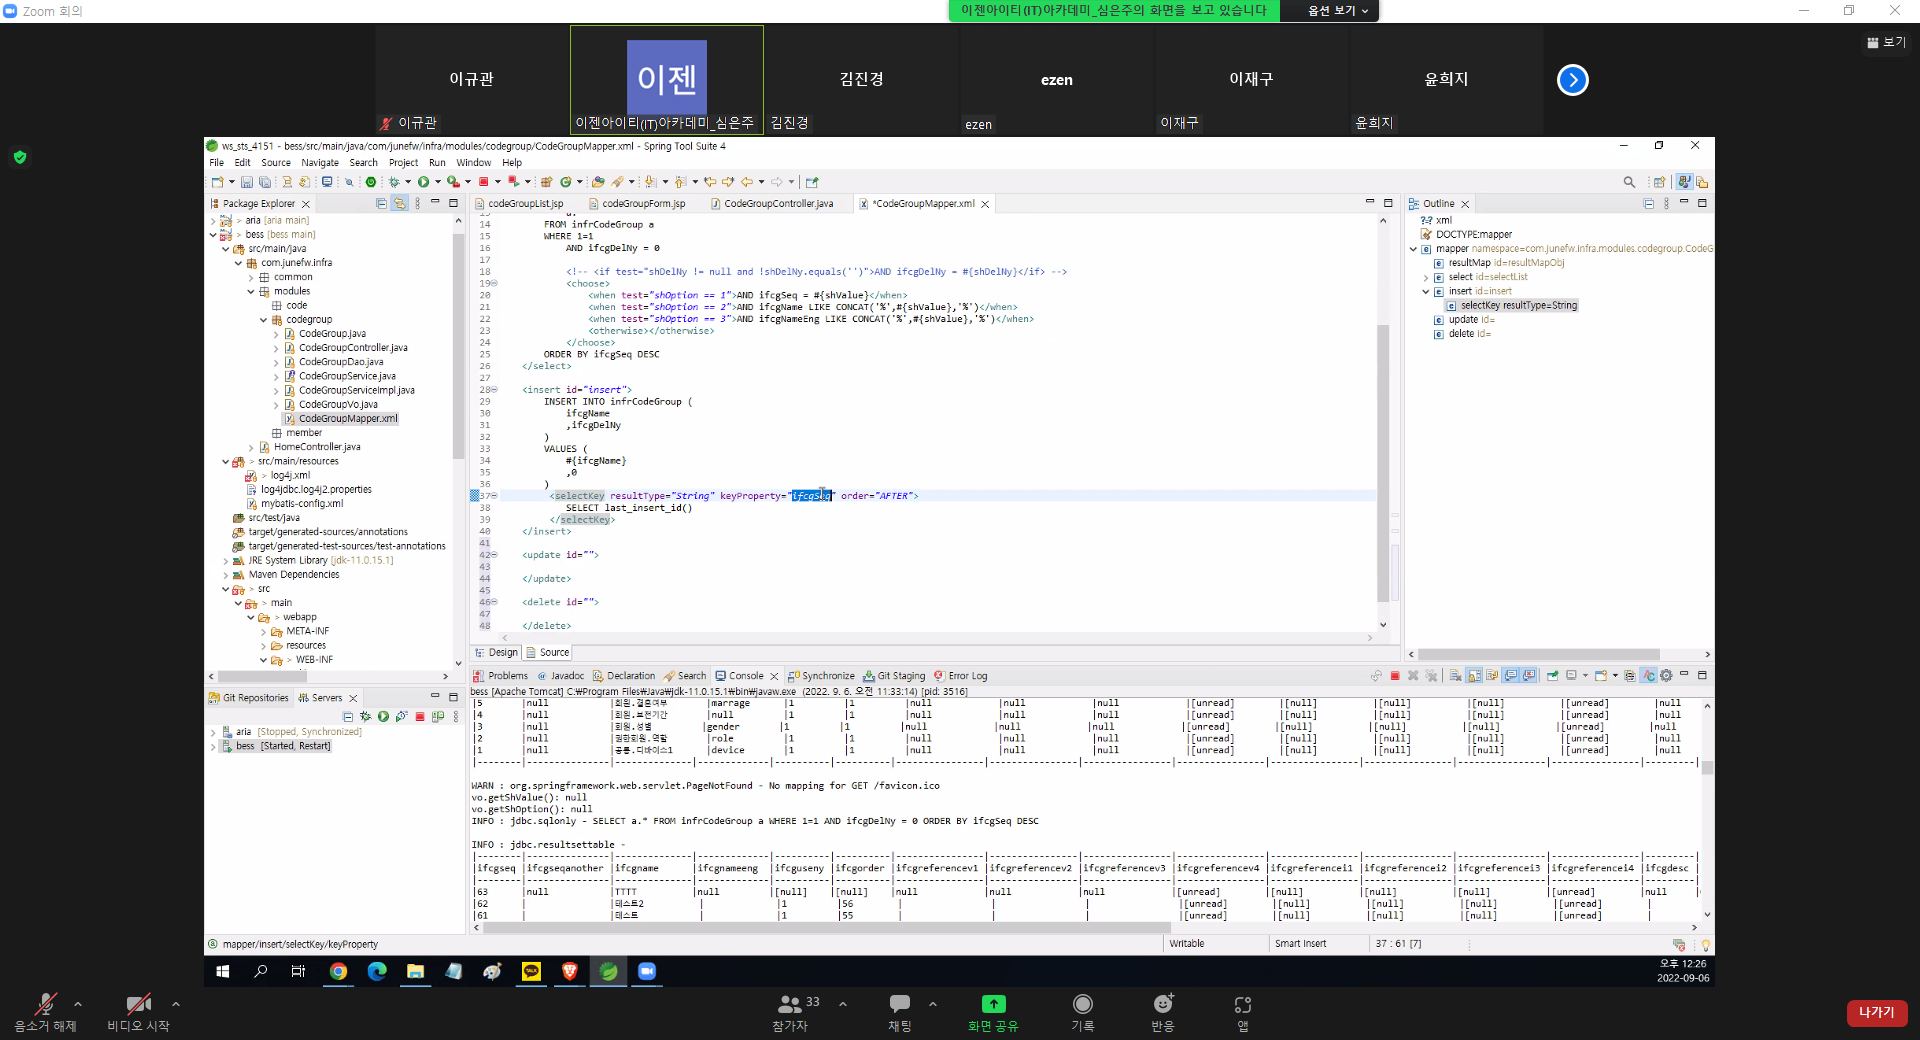 Zoom 회의
이젠아이티(IT)아카데미_심은주의 화면을 보고 있습니다
옵션 보기
보기
이규관
이젠
김진경
ezen
이재구
윤희지
이규관
이젠아이티(IT)아카데미_심은주
김진경
ezen
이재구
윤희지
ws_sts_4151 - bess/src/main/java/com/junefw/infra/modules/codegroup/CodeGroupMapper.xml - Spring Tool Suite 4
File Edit Source Navigate Search Project Run Window Help
Package Explorer
aria [aria main]
bess [bess main]
src/main/java
com.junefw.infra
common
modules
code
codegroup
CodeGroup.java
CodeGroupController.java
CodeGroupDao.java
CodeGroupService.java
CodeGroupServiceImpl.java
CodeGroupVo.java
CodeGroupMapper.xml
member
HomeController.java
src/main/resources
log4j.xml
log4jdbc.log4j2.properties
mybatis-config.xml
src/test/java
target/generated-sources/annotations
target/generated-test-sources/test-annotations
JRE System Library [jdk-11.0.15.1]
Maven Dependencies
src
main
webapp
META-INF
resources
WEB-INF
Git Repositories Servers
aria [Stopped, Synchronized]
bess [Started, Restart]
codeGroupList.jsp codeGroupForm.jsp CodeGroupController.java *CodeGroupMapper.xml
14 FROM infrCodeGroup a
15 WHERE 1=1
16 AND ifcgDelNy = 0
17
18 <!-- <if test="shDelNy != null and !shDelNy.equals('')">AND ifcgDelNy = #{shDelNy}</if> -->
19 <choose>
20 <when test="shOption == 1">AND ifcgSeq = #{shValue}</when>
21 <when test="shOption == 2">AND ifcgName LIKE CONCAT('%',#{shValue},'%')</when>
22 <when test="shOption == 3">AND ifcgNameEng LIKE CONCAT('%',#{shValue},'%')</when>
23 <otherwise></otherwise>
24 </choose>
25 ORDER BY ifcgSeq DESC
26 </select>
27
28 <insert id="insert">
29 INSERT INTO infrCodeGroup (
30 ifcgName
31 ,ifcgDelNy
32 )
33 VALUES (
34 #{ifcgName}
35 ,0
36 )
37 <selectKey resultType="String" keyProperty="ifcgSeq" order="AFTER">
38 SELECT last_insert_id()
39 </selectKey>
40 </insert>
41
42 <update id="">
43
44 </update>
45
46 <delete id="">
47
48 </delete>
Design Source
Outline
xml
DOCTYPE:mapper
mapper namespace=com.junefw.infra.modules.codegroup.CodeG
resultMap id=resultMapObj
select id=selectList
insert id=insert
selectKey resultType=String
update id=
delete id=
Problems Javadoc Declaration Search Console Synchronize Git Staging Error Log
bess [Apache Tomcat] C:₩Program Files₩Java₩jdk-11.0.15.1₩bin₩javaw.exe (2022. 9. 6. 오전 11:33:14) [pid: 3516]
|5 |null |회원.결혼여부 |marrage |1 |1 |null |null |null |[unread] |[null] |[null] |[null] |[unread] |null
|4 |null |회원.보전기간 |null |1 |1 |null |null |null |[unread] |[null] |[null] |[null] |[unread] |null
|3 |null |회원.성별 |gender |1 |1 |null |null |null |[unread] |[null] |[null] |[null] |[unread] |null
|2 |null |권한회원.역할 |role |1 |1 |null |null |null |[unread] |[null] |[null] |[null] |[unread] |null
|1 |null |공통.디바이스1 |device |1 |1 |null |null |null |[unread] |[null] |[null] |[null] |[unread] |null
WARN : org.springframework.web.servlet.PageNotFound - No mapping for GET /favicon.ico
vo.getShValue(): null
vo.getShOption(): null
INFO : jdbc.sqlonly - SELECT a.* FROM infrCodeGroup a WHERE 1=1 AND ifcgDelNy = 0 ORDER BY ifcgSeq DESC
INFO : jdbc.resultsettable -
|ifcgseq |ifcgseqanother |ifcgname |ifcgnameeng |ifcguseny |ifcgorder |ifcgreferencev1 |ifcgreferencev2 |ifcgreferencev3 |ifcgreferencev4 |ifcgreferencei1 |ifcgreferencei2 |ifcgreferencei3 |ifcgreferencei4 |ifcgdesc |
|63 |null |TTTT |null |[null] |[null] |null |null |null |[unread] |[null] |[null] |[null] |[unread] |null
|62 | |테스트2 | |1 |56 | | | |[unread] |[null] |[null] |[null] |[unread] |
|61 | |테스트 | |1 |55 | | | |[unread] |[null] |[null] |[null] |[unread] |
mapper/insert/selectKey/keyProperty
Writable
Smart Insert
37 : 61 [7]
TALK
오후 12:26
2022-09-06
음소거 해제
비디오 시작
33
참가자
채팅
화면 공유
기록
반응
앱
나가기